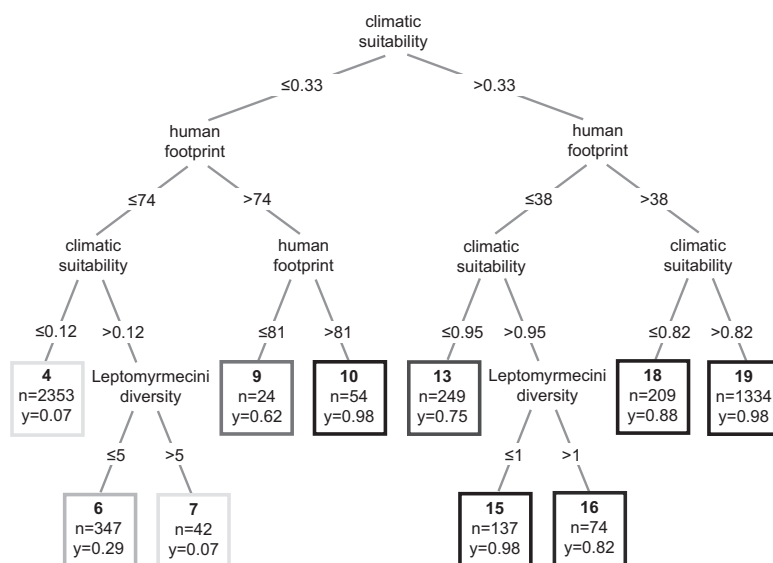 climatic
suitability
≤0.33
>0.33
human
footprint
human
footprint
≤74
>74
≤38
>38
climatic
suitability
human
footprint
climatic
suitability
climatic
suitability
≤0.12
>0.12
≤81
>81
≤0.95
>0.95
≤0.82
>0.82
4
n=2353
y=0.07
Leptomyrmecini
diversity
9
n=24
y=0.62
10
n=54
y=0.98
13
n=249
y=0.75
Leptomyrmecini
diversity
18
n=209
y=0.88
19
n=1334
y=0.98
≤5
>5
≤1
>1
6
n=347
y=0.29
7
n=42
y=0.07
15
n=137
y=0.98
16
n=74
y=0.82